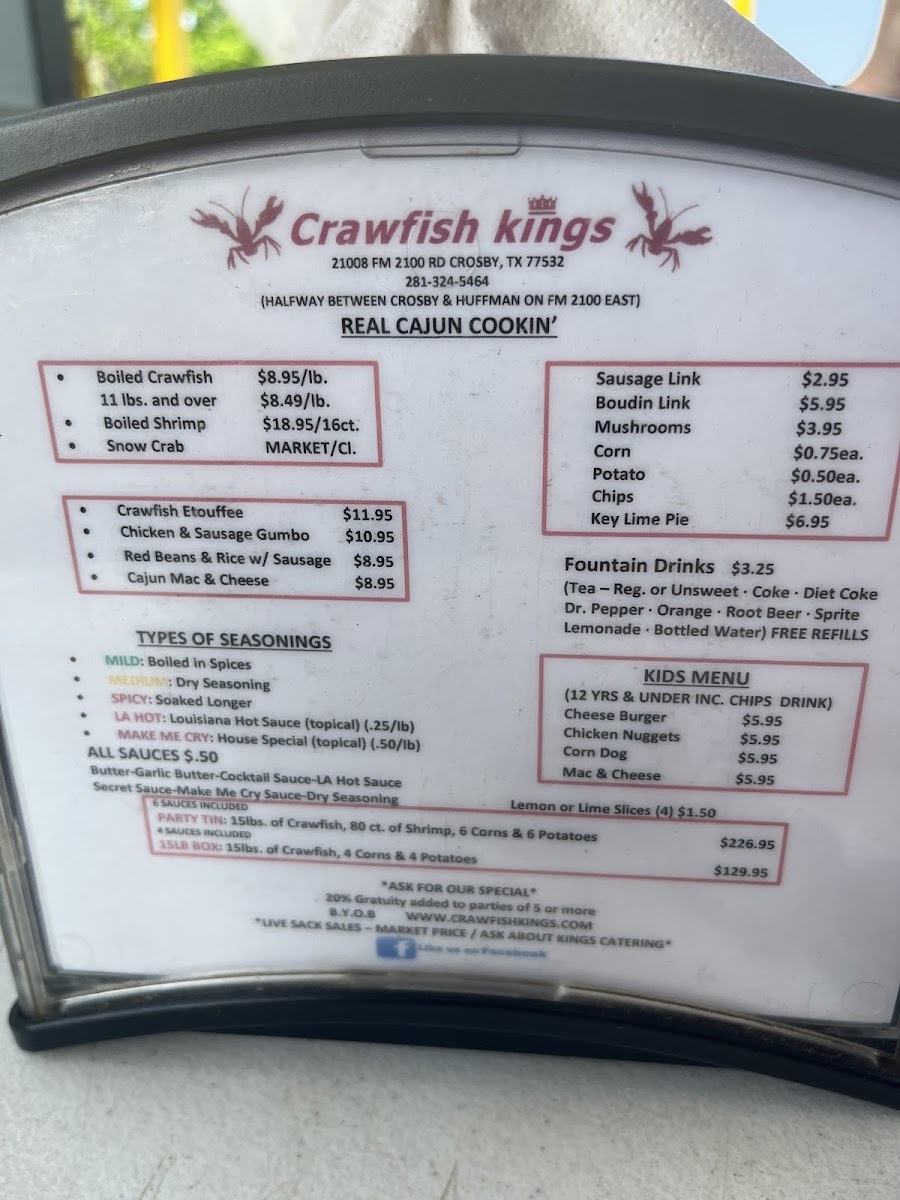 Crawfish kings
21008 FM 2100 RD CROSBY, TX 77532
281-324-5464
(HALFWAY BETWEEN CROSBY & HUFFMAN ON FM 2100 EAST)
REAL CAJUN COOKIN'
• Boiled Crawfish $8.95/lb.
11 lbs. and over $8.49/lb.
• Boiled Shrimp $18.95/16ct.
• Snow Crab MARKET/Cl.
• Crawfish Etouffee $11.95
• Chicken & Sausage Gumbo $10.95
• Red Beans & Rice w/ Sausage $8.95
• Cajun Mac & Cheese $8.95
TYPES OF SEASONINGS
• MILD: Boiled in Spices
• MEDIUM: Dry Seasoning
• SPICY: Soaked Longer
• LA HOT: Louisiana Hot Sauce (topical) (.25/lb)
• MAKE ME CRY: House Special (topical) (.50/lb)
ALL SAUCES $.50
Butter-Garlic Butter-Cocktail Sauce-LA Hot Sauce
Secret Sauce-Make Me Cry Sauce-Dry Seasoning
Sausage Link $2.95
Boudin Link $5.95
Mushrooms $3.95
Corn $0.75ea.
Potato $0.50ea.
Chips $1.50ea.
Key Lime Pie $6.95
Fountain Drinks $3.25
(Tea – Reg. or Unsweet · Coke · Diet Coke
Dr. Pepper · Orange · Root Beer · Sprite
Lemonade · Bottled Water) FREE REFILLS
KIDS MENU
(12 YRS & UNDER INC. CHIPS DRINK)
Cheese Burger $5.95
Chicken Nuggets $5.95
Corn Dog $5.95
Mac & Cheese $5.95
Lemon or Lime Slices (4) $1.50
6 SAUCES INCLUDED
PARTY TIN: 15lbs. of Crawfish, 80 ct. of Shrimp, 6 Corns & 6 Potatoes $226.95
4 SAUCES INCLUDED
15LB BOX: 15lbs. of Crawfish, 4 Corns & 4 Potatoes $129.95
*ASK FOR OUR SPECIAL*
20% Gratuity added to parties of 5 or more
B.Y.O.B WWW.CRAWFISHKINGS.COM
*LIVE SACK SALES – MARKET PRICE / ASK ABOUT KINGS CATERING*
f Like us on Facebook